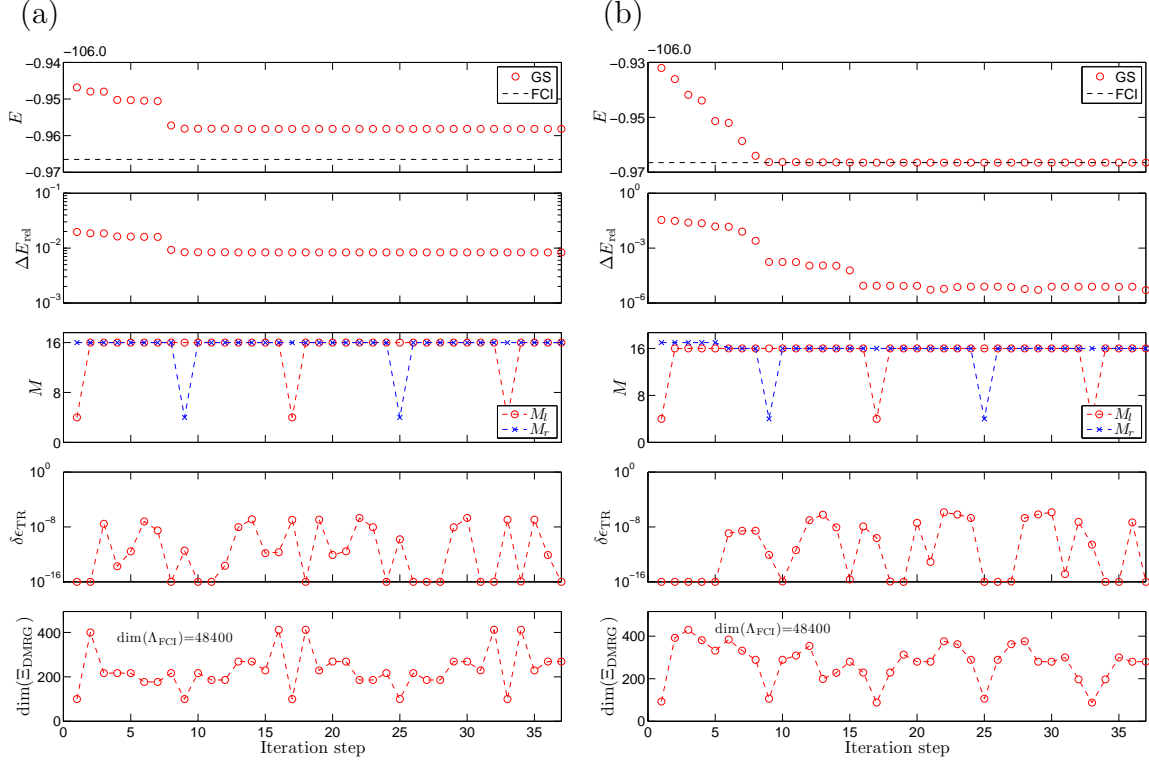 (a)
−106.0
−0.94
−0.95
−0.96
−0.97
E
GS
FCI
10⁻¹
10⁻²
10⁻³
ΔE_rel
16
8
0
M
M_l
M_r
10⁰
10⁻⁸
10⁻¹⁶
δϵ_TR
400
200
0
dim(Ξ_DMRG)
dim(Λ_FCI)=48400
0 5 10 15 20 25 30 35
Iteration step
(b)
−106.0
−0.93
−0.95
−0.97
E
GS
FCI
10⁰
10⁻³
10⁻⁶
ΔE_rel
16
8
0
M
M_l
M_r
10⁰
10⁻⁸
10⁻¹⁶
δϵ_TR
400
200
0
dim(Ξ_DMRG)
dim(Λ_FCI)=48400
0 5 10 15 20 25 30 35
Iteration step